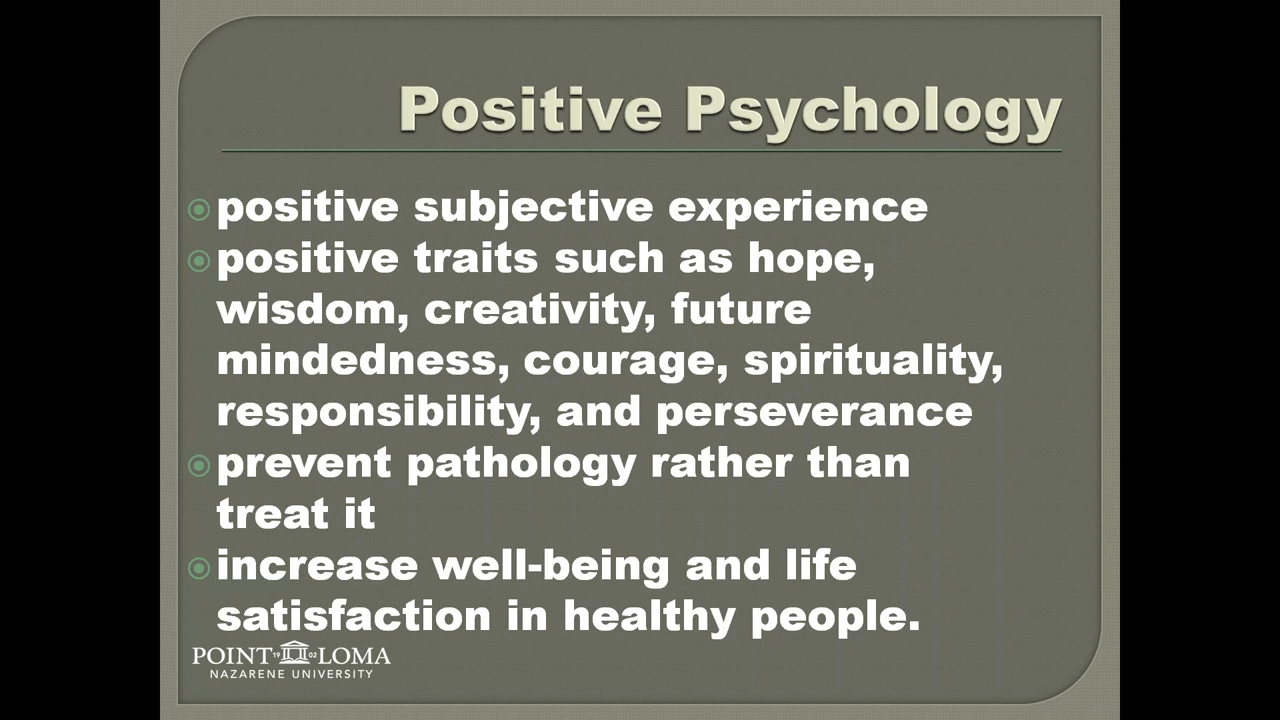 Positive Psychology
positive subjective experience
positive traits such as hope,
wisdom, creativity, future
mindedness, courage, spirituality,
responsibility, and perseverance
prevent pathology rather than
treat it
increase well-being and life
satisfaction in healthy people.
POINT 19 02 LOMA
NAZARENE UNIVERSITY